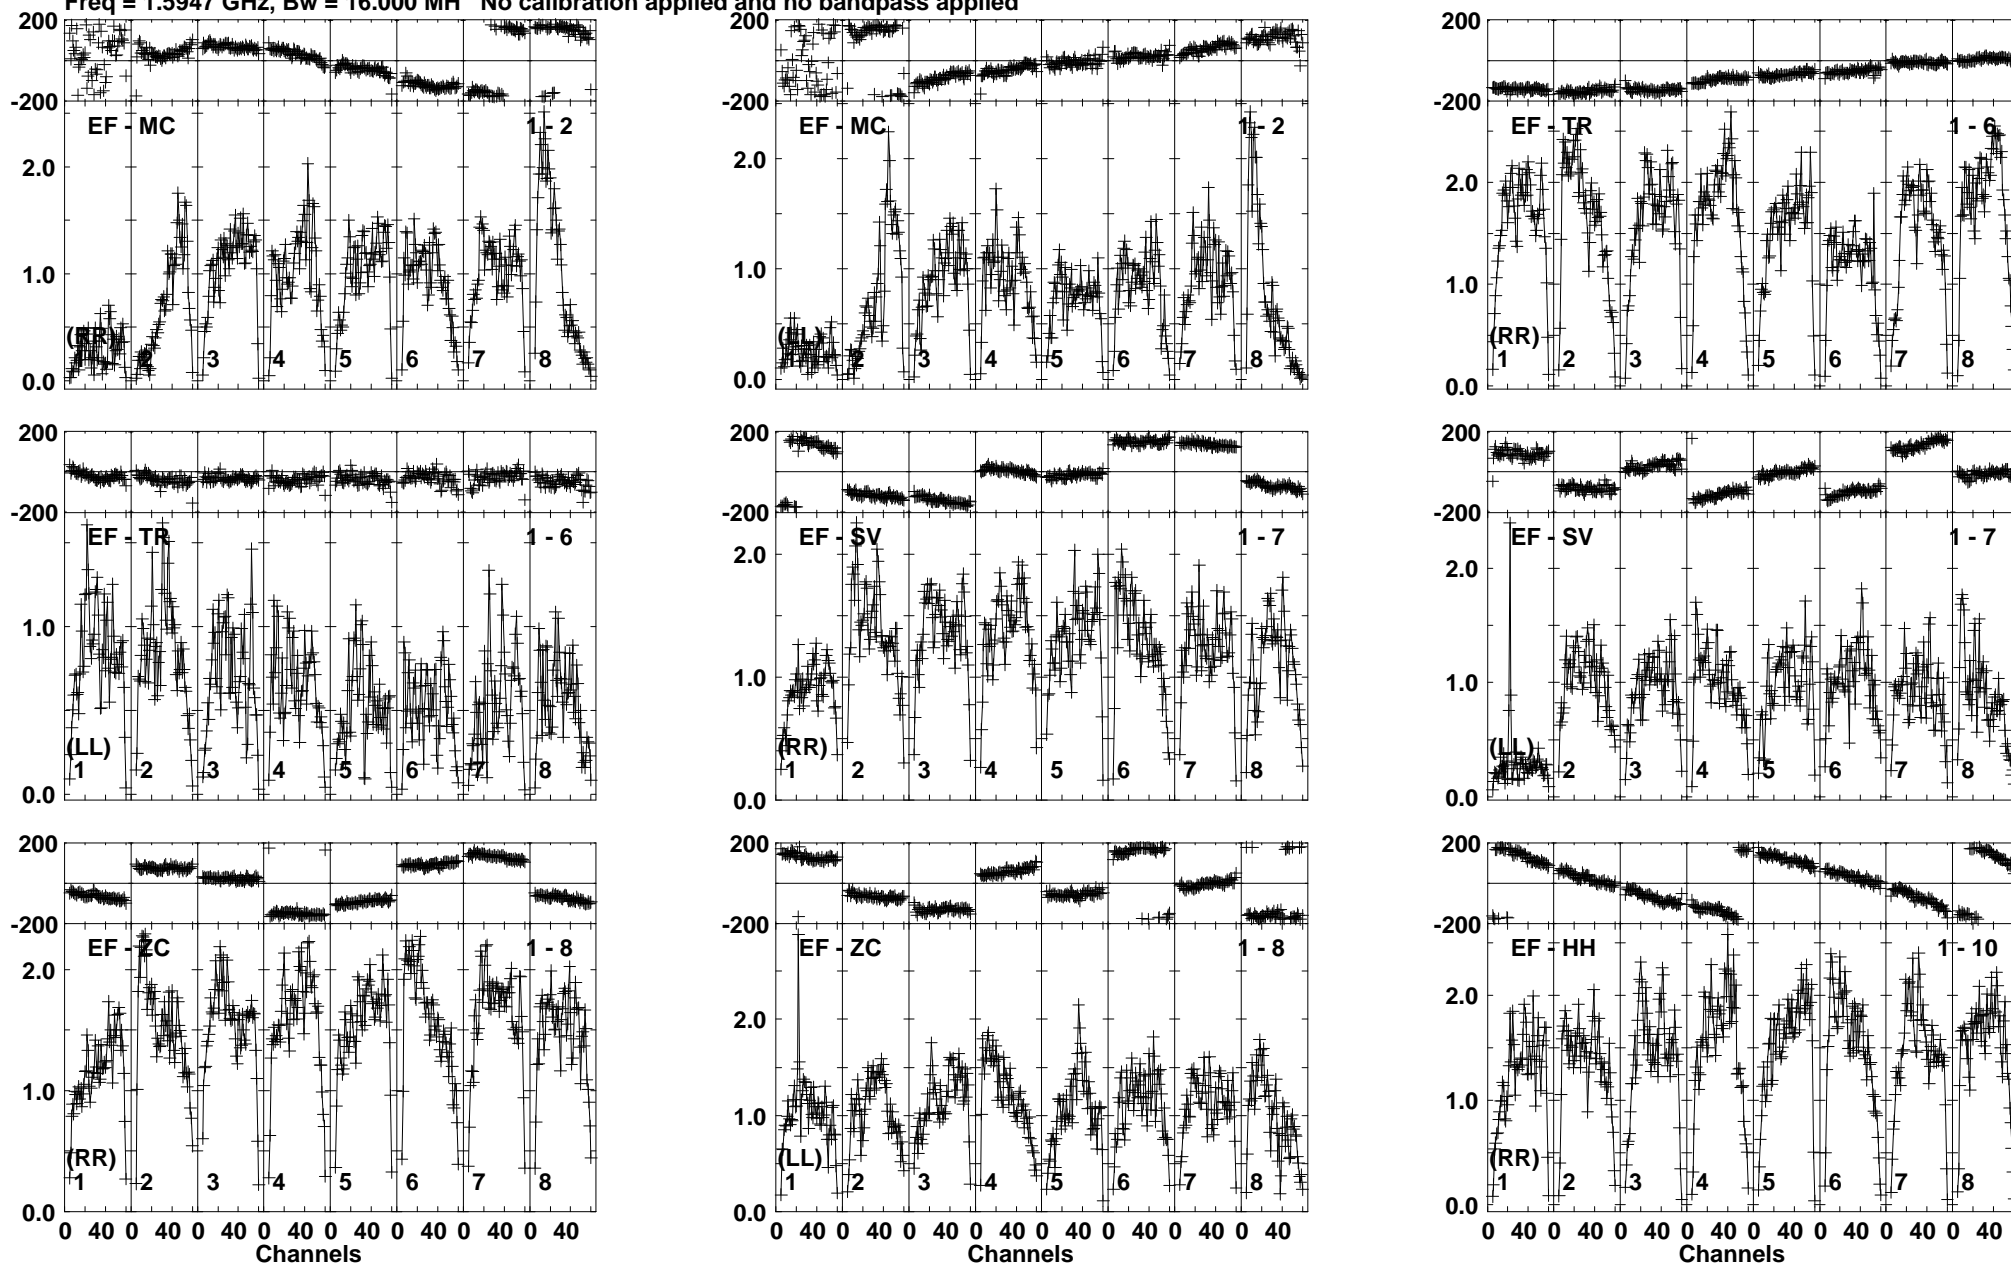 Freq = 1.5947 GHz, Bw = 16.000 MH No calibration applied and no bandpass applied
200 200 200
-200 -200 -200
EF - MC 1 - 2 EF - MC 1 - 2 EF - TR 1 - 6
2.0 2.0 2.0
1.0 1.0 1.0
(RR) (LL) (RR)
1 2 3 4 5 6 7 8 1 2 3 4 5 6 7 8 1 2 3 4 5 6 7 8
0.0 0.0 0.0
200 200 200
-200 -200 -200
EF - TR 1 - 6 EF - SV 1 - 7 EF - SV 1 - 7
2.0 2.0
1.0 1.0 1.0
(LL) (RR) (LL)
1 2 3 4 5 6 7 8 1 2 3 4 5 6 7 8 1 2 3 4 5 6 7 8
0.0 0.0 0.0
200 200 200
-200 -200 -200
EF - ZC 1 - 8 EF - ZC 1 - 8 EF - HH 1 - 10
2.0 2.0 2.0
1.0 1.0 1.0
(RR) (LL) (RR)
1 2 3 4 5 6 7 8 1 2 3 4 5 6 7 8 1 2 3 4 5 6 7 8
0.0 0.0 0.0
0 40 0 40 0 40 0 40 0 40 0 40 0 40 0 40 0 40 0 40 0 40 0 40 0 40 0 40 0 40 0 40 0 40 0 40 0 40 0 40 0 40 0 40 0 40 0 40
Channels Channels Channels